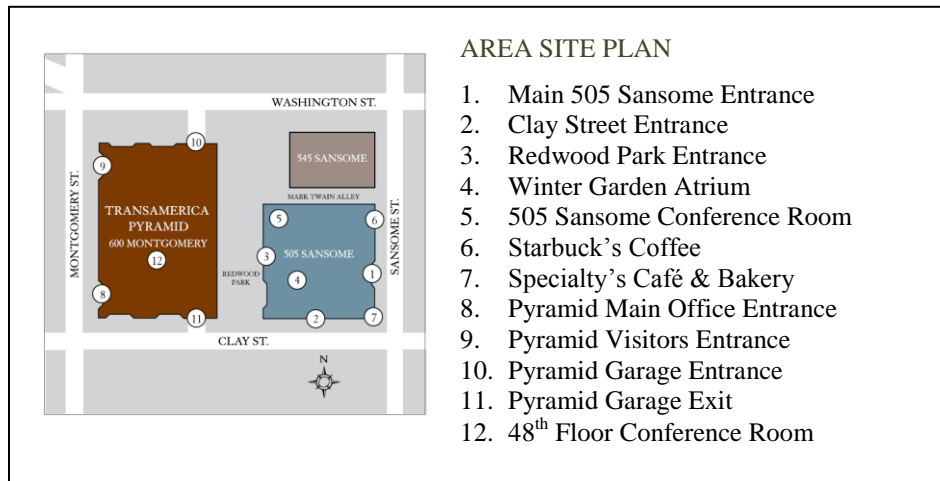 AREA SITE PLAN
1. Main 505 Sansome Entrance
2. Clay Street Entrance
3. Redwood Park Entrance
4. Winter Garden Atrium
5. 505 Sansome Conference Room
6. Starbuck's Coffee
7. Specialty's Café & Bakery
8. Pyramid Main Office Entrance
9. Pyramid Visitors Entrance
10. Pyramid Garage Entrance
11. Pyramid Garage Exit
12. 48th Floor Conference Room
WASHINGTON ST.
MONTGOMERY ST.
SANSOME ST.
CLAY ST.
545 SANSOME
MARK TWAIN ALLEY
TRANSAMERICA
PYRAMID
600 MONTGOMERY
505 SANSOME
REDWOOD
PARK
10
9
5
6
3
12
4
1
8
11
2
7
N